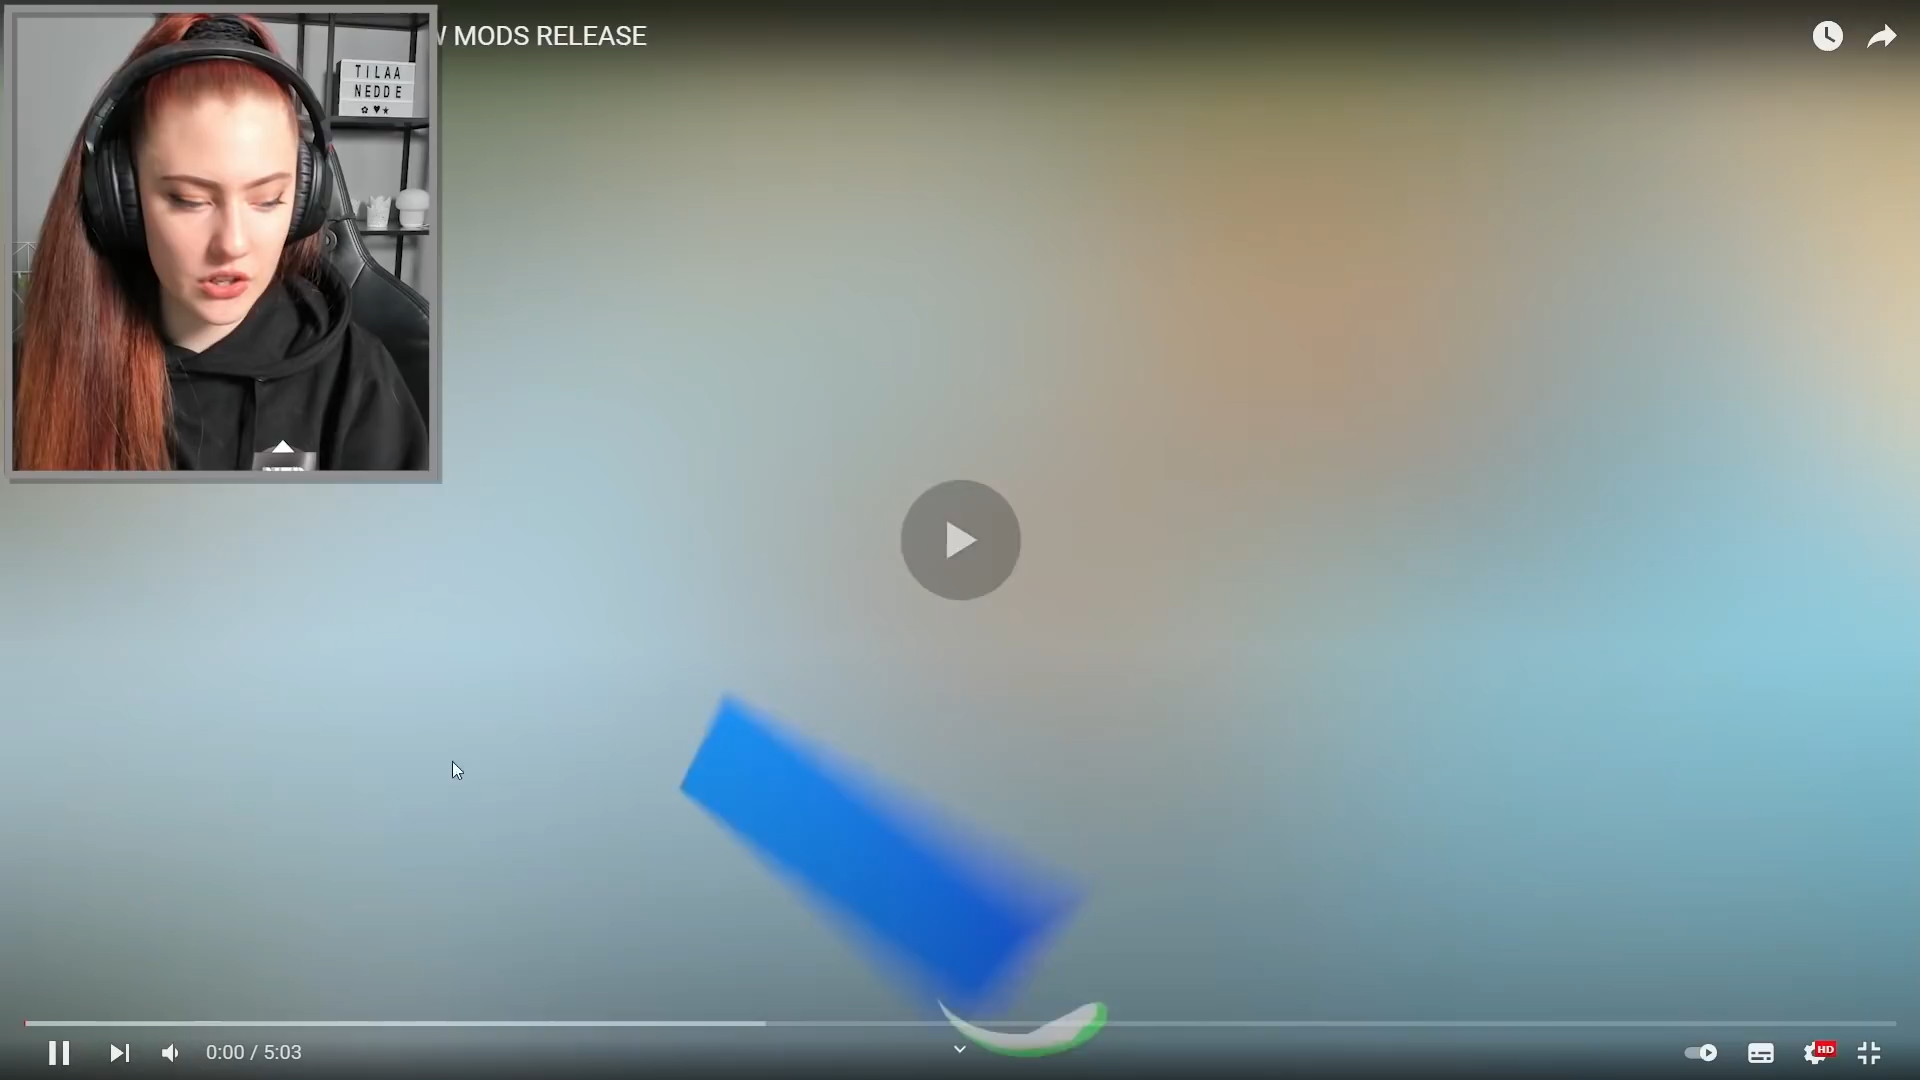 MODS RELEASE
TILAA
NEDDE
0:00 / 5:03
HD